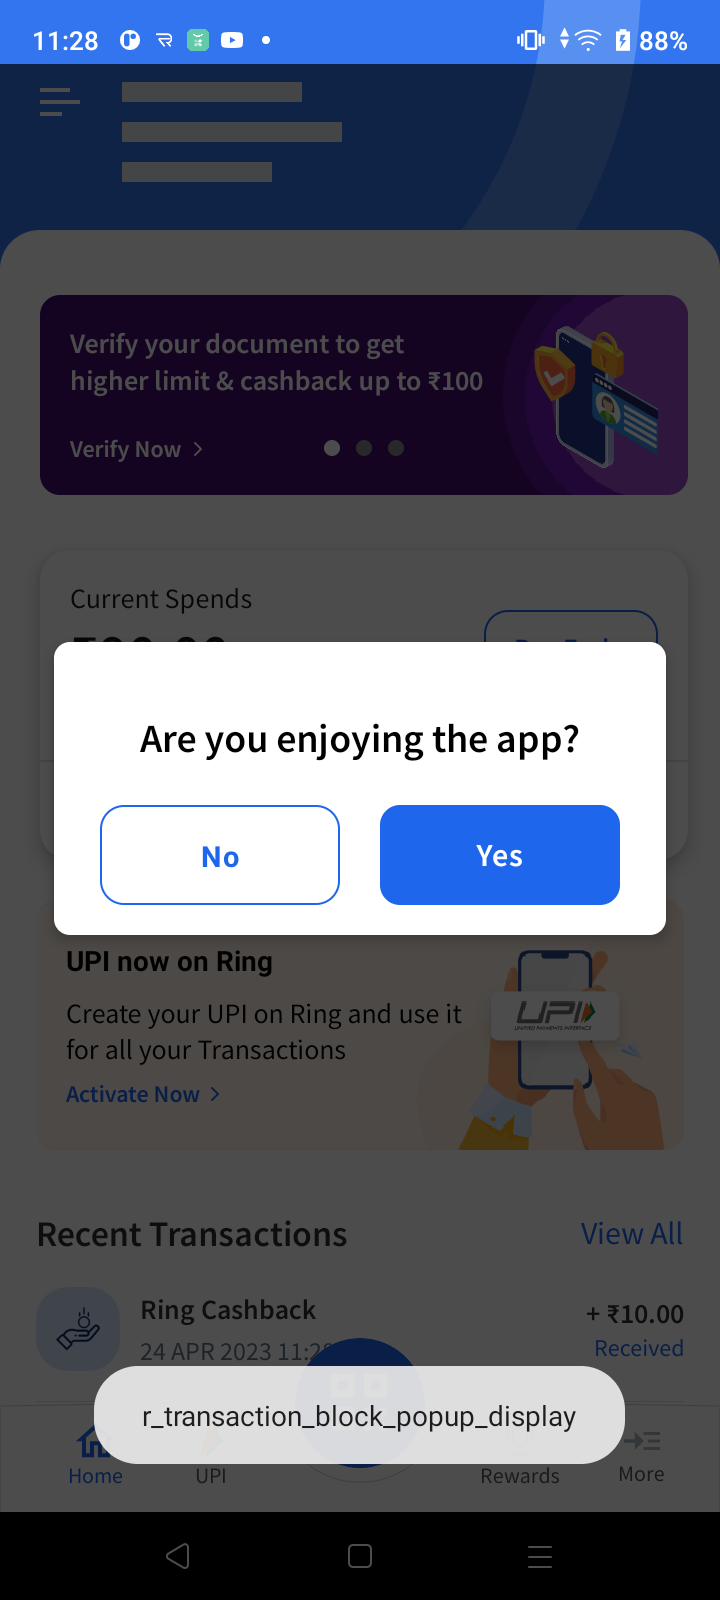 11:28
88%
Verify your document to get
higher limit & cashback up to ₹100
Verify Now
Current Spends
Are you enjoying the app?
No
Yes
UPI now on Ring
Create your UPI on Ring and use it
for all your Transactions
UPI
UNIFIED PAYMENTS INTERFACE
Activate Now
Recent Transactions
View All
Ring Cashback
+ ₹10.00
24 APR 2023 11:28
Received
r_transaction_block_popup_display
Home
UPI
Rewards
More